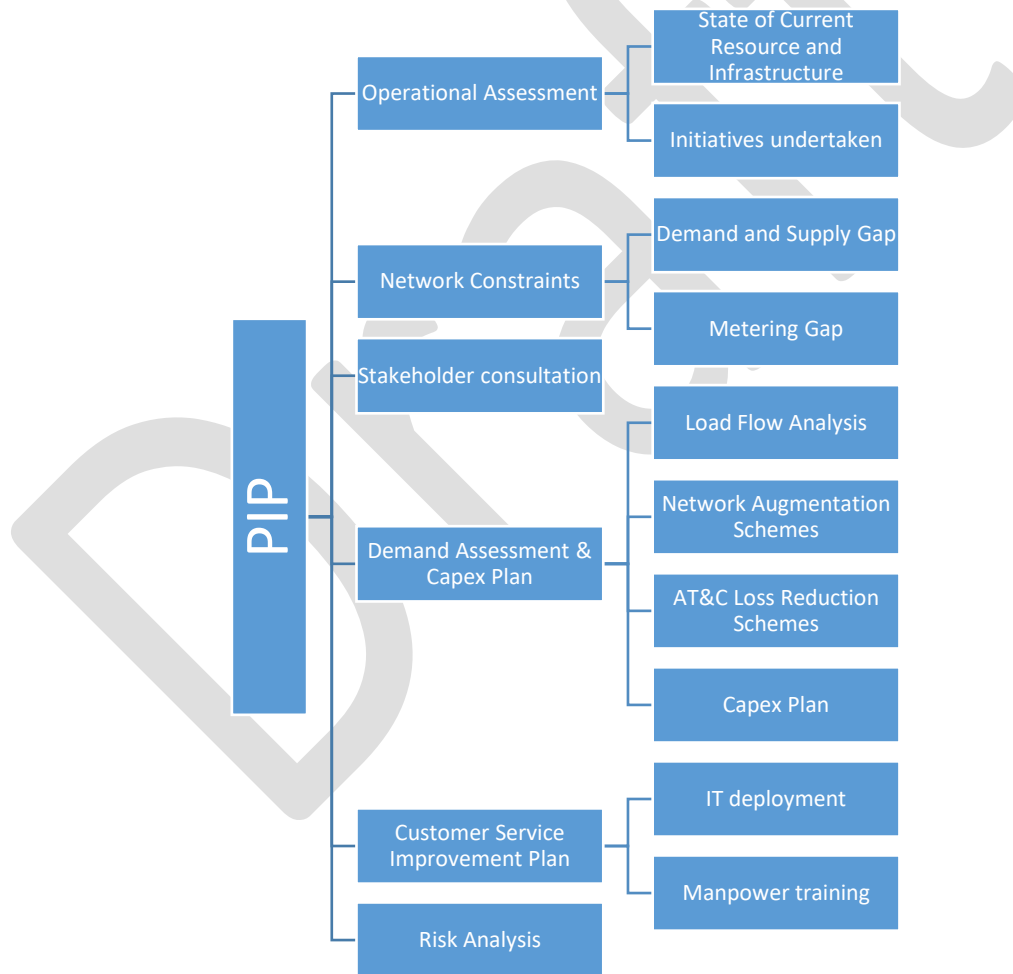 PIP
Operational Assessment
State of Current
Resource and
Infrastructure
Initiatives undertaken
Network Constraints
Demand and Supply Gap
Metering Gap
Stakeholder consultation
Demand Assessment &
Capex Plan
Load Flow Analysis
Network Augmentation
Schemes
AT&C Loss Reduction
Schemes
Capex Plan
Customer Service
Improvement Plan
IT deployment
Manpower training
Risk Analysis